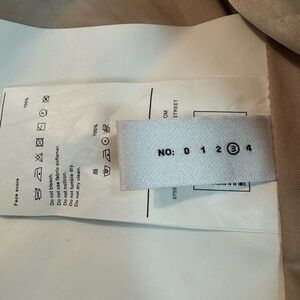 NO: 0 1 2 3 4
100%
Do not bleach.
Do not use fabric softener.
Do not nutrion.
Do not tumble dry.
Do not dry clean.
100%
Face score
STREET